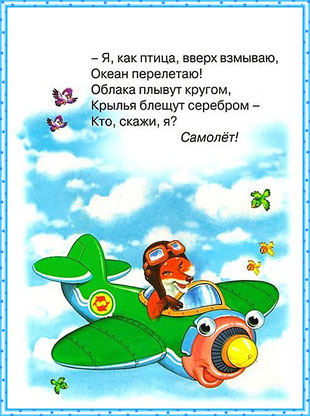 – Я, как птица, вверх взмываю,
Океан перелетаю!
Облака плывут кругом,
Крылья блещут серебром –
Кто, скажи, я?
Самолёт!